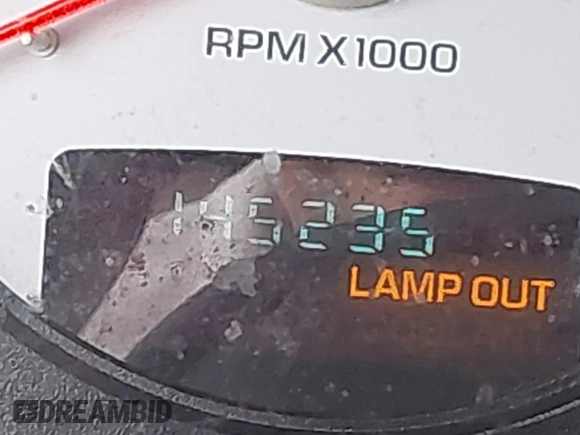 RPM X1000
145235
LAMP OUT
DREAMBID